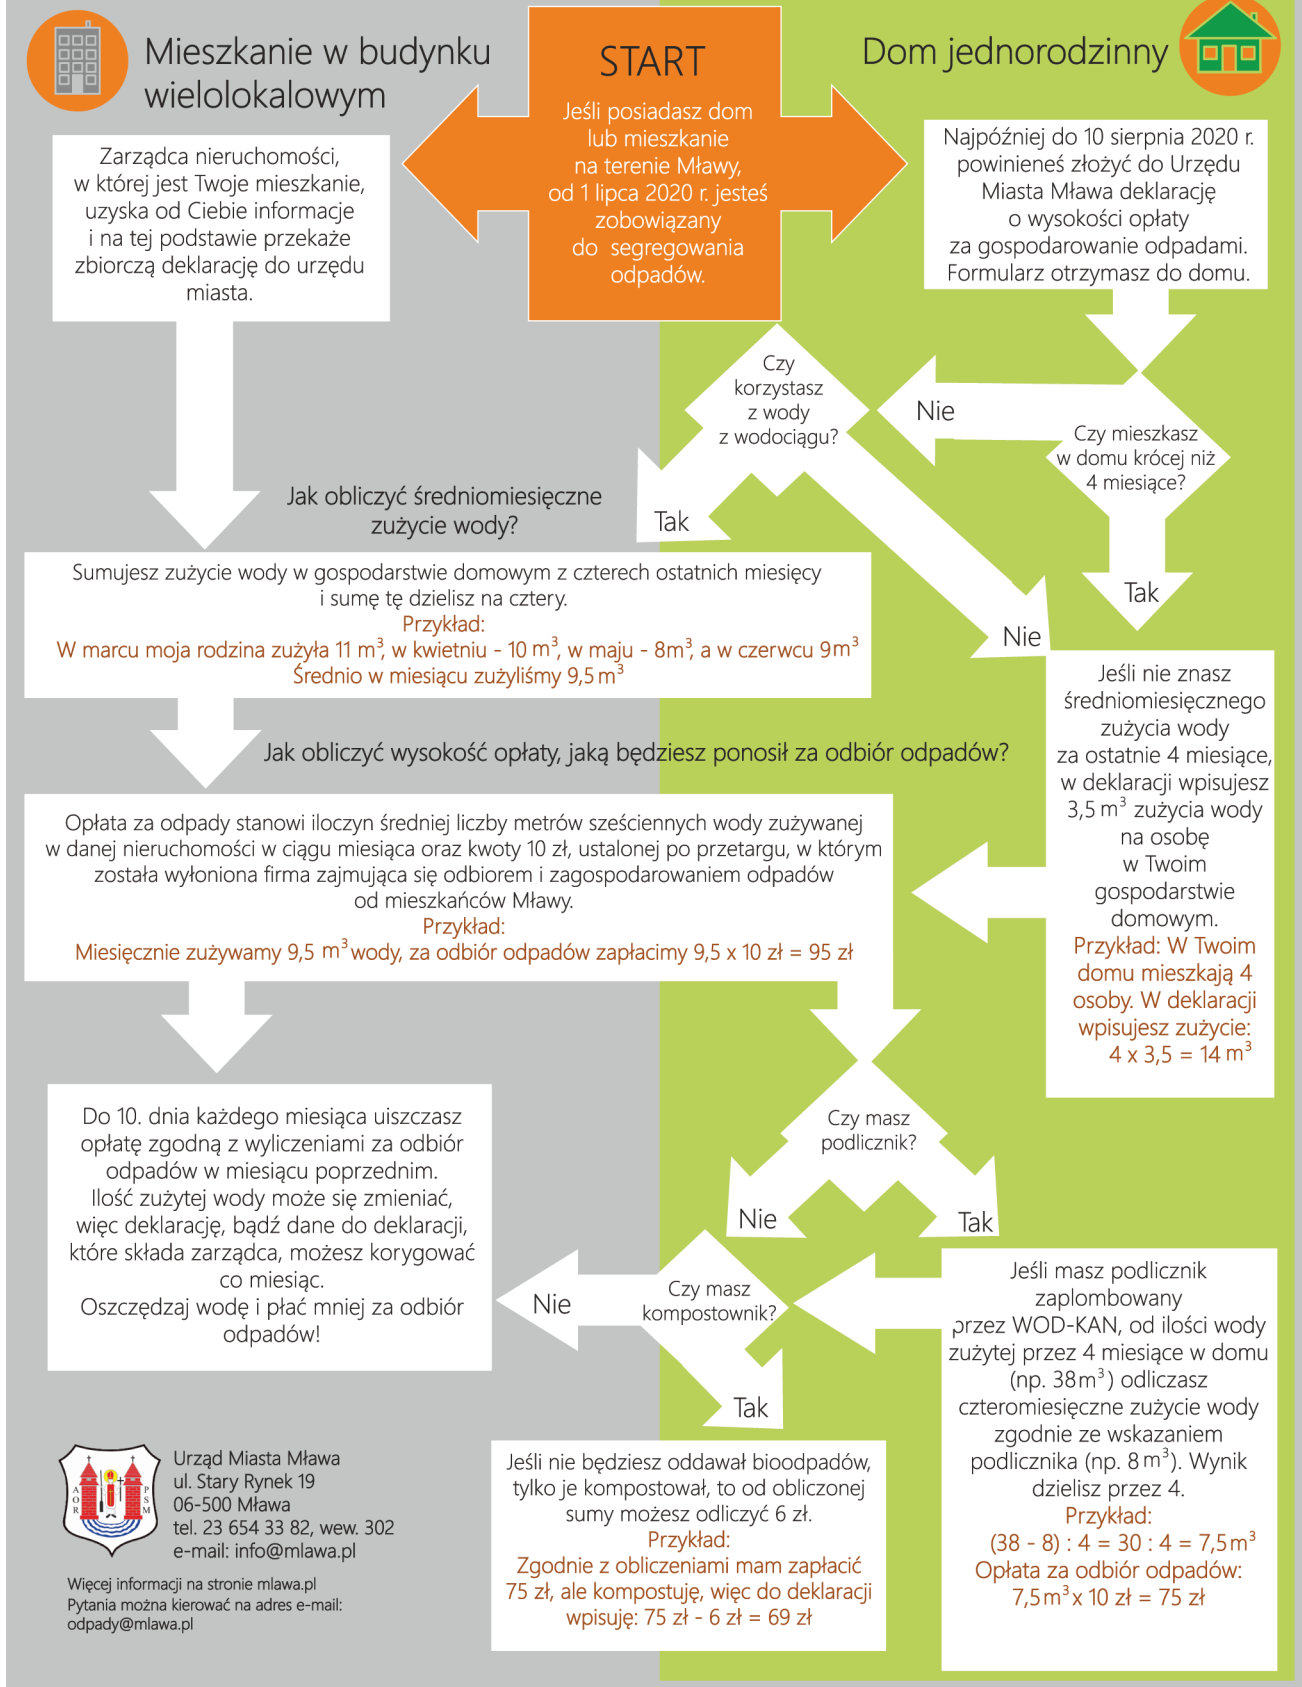 Mieszkanie w budynku
wielolokalowym
START
Jeśli posiadasz dom
lub mieszkanie
na terenie Mławy,
od 1 lipca 2020 r. jesteś
zobowiązany
do segregowania
odpadów.
Dom jednorodzinny
Zarządca nieruchomości,
w której jest Twoje mieszkanie,
uzyska od Ciebie informacje
i na tej podstawie przekaże
zbiorczą deklarację do urzędu
miasta.
Najpóźniej do 10 sierpnia 2020 r.
powinieneś złożyć do Urzędu
Miasta Mława deklarację
o wysokości opłaty
za gospodarowanie odpadami.
Formularz otrzymasz do domu.
Czy mieszkasz
w domu krócej niż
4 miesiące?
Nie
Tak
Czy
korzystasz
z wody
z wodociągu?
Tak
Nie
Jak obliczyć średniomiesięczne
zużycie wody?
Sumujesz zużycie wody w gospodarstwie domowym z czterech ostatnich miesięcy
i sumę tę dzielisz na cztery.
Przykład:
W marcu moja rodzina zużyła 11 m³, w kwietniu - 10 m³, w maju - 8m³, a w czerwcu 9m³
Średnio w miesiącu zużyliśmy 9,5 m³
Jeśli nie znasz
średniomiesięcznego
zużycia wody
za ostatnie 4 miesiące,
w deklaracji wpisujesz
3,5 m³ zużycia wody
na osobę
w Twoim
gospodarstwie
domowym.
Przykład: W Twoim
domu mieszkają 4
osoby. W deklaracji
wpisujesz zużycie:
4 x 3,5 = 14 m³
Jak obliczyć wysokość opłaty, jaką będziesz ponosił za odbiór odpadów?
Opłata za odpady stanowi iloczyn średniej liczby metrów sześciennych wody zużywanej
w danej nieruchomości w ciągu miesiąca oraz kwoty 10 zł, ustalonej po przetargu, w którym
została wyłoniona firma zajmująca się odbiorem i zagospodarowaniem odpadów
od mieszkańców Mławy.
Przykład:
Miesięcznie zużywamy 9,5 m³ wody, za odbiór odpadów zapłacimy 9,5 x 10 zł = 95 zł
Do 10. dnia każdego miesiąca uiszczasz
opłatę zgodną z wyliczeniami za odbiór
odpadów w miesiącu poprzednim.
Ilość zużytej wody może się zmieniać,
więc deklarację, bądź dane do deklaracji,
które składa zarządca, możesz korygować
co miesiąc.
Oszczędzaj wodę i płać mniej za odbiór
odpadów!
Czy masz
podlicznik?
Nie
Tak
Czy masz
kompostownik?
Nie
Tak
Jeśli masz podlicznik
zaplombowany
przez WOD-KAN, od ilości wody
zużytej przez 4 miesiące w domu
(np. 38m³) odliczasz
czteromiesięczne zużycie wody
zgodnie ze wskazaniem
podlicznika (np. 8 m³). Wynik
dzielisz przez 4.
Przykład:
(38 - 8) : 4 = 30 : 4 = 7,5m³
Opłata za odbiór odpadów:
7,5m³ x 10 zł = 75 zł
Jeśli nie będziesz oddawał bioodpadów,
tylko je kompostował, to od obliczonej
sumy możesz odliczyć 6 zł.
Przykład:
Zgodnie z obliczeniami mam zapłacić
75 zł, ale kompostuję, więc do deklaracji
wpisuję: 75 zł - 6 zł = 69 zł
A P
O S
R M
Urząd Miasta Mława
ul. Stary Rynek 19
06-500 Mława
tel. 23 654 33 82, wew. 302
e-mail: info@mlawa.pl
Więcej informacji na stronie mlawa.pl
Pytania można kierować na adres e-mail:
odpady@mlawa.pl